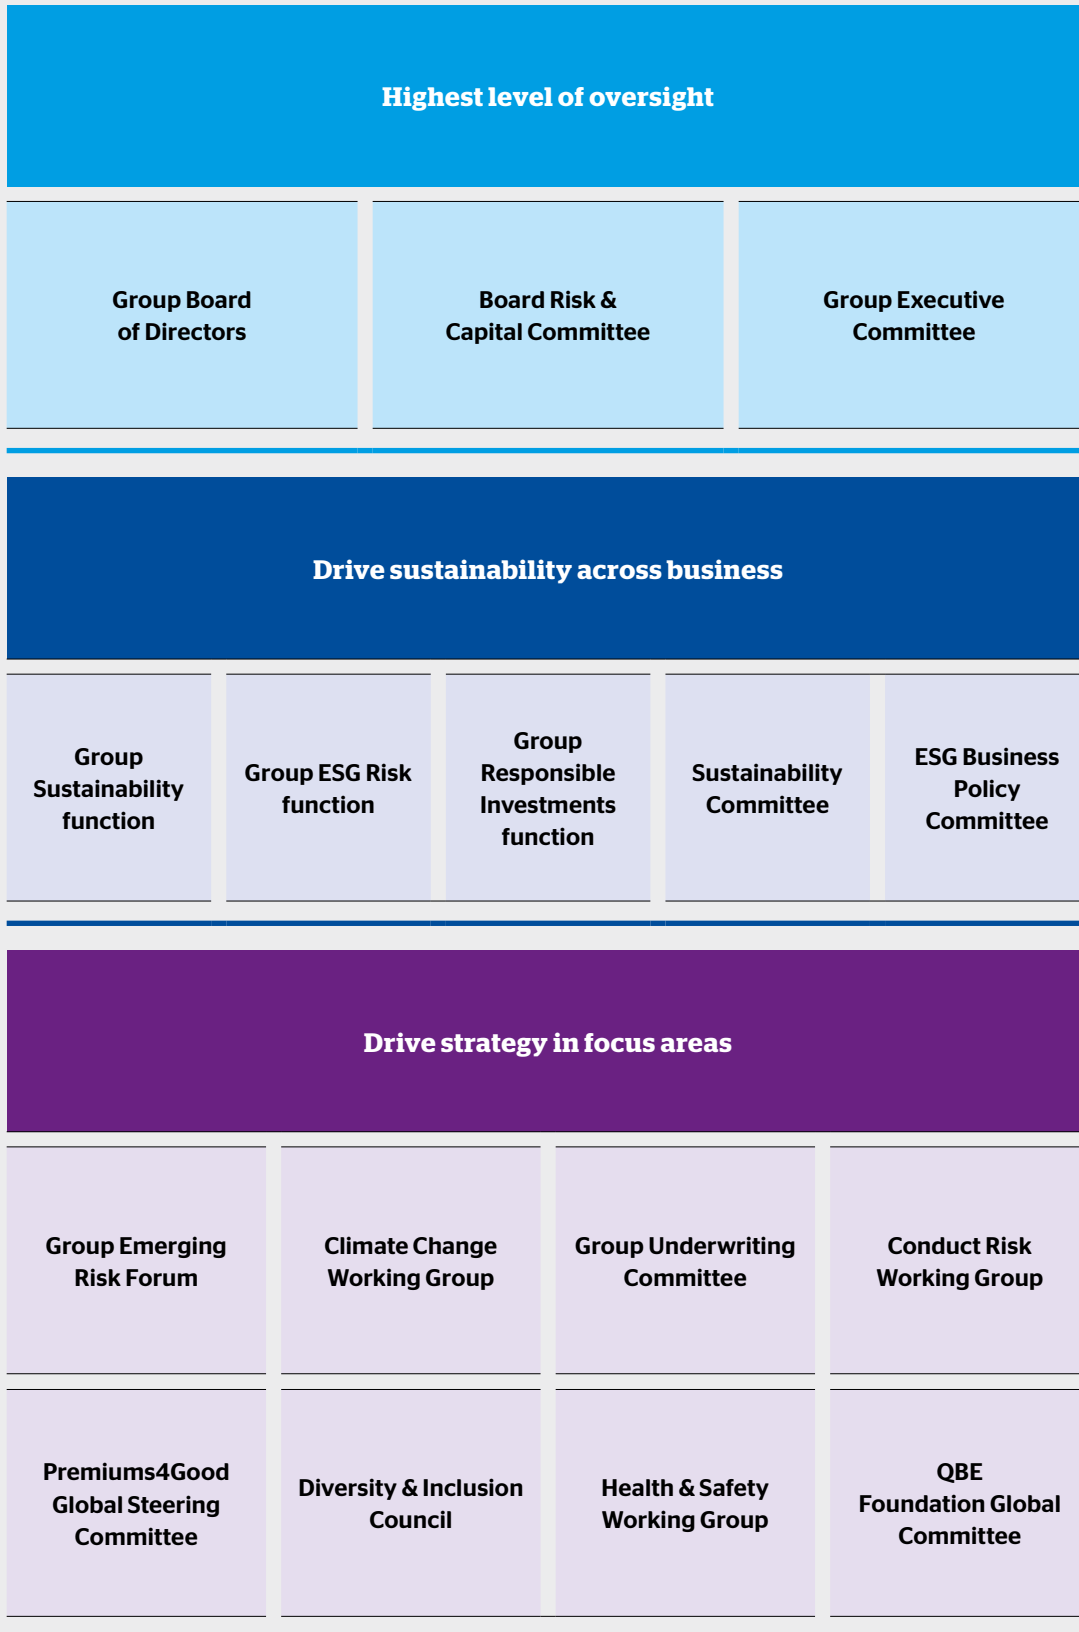 Highest level of oversight
Group Board
of Directors
Board Risk &
Capital Committee
Group Executive
Committee
Drive sustainability across business
Group
Sustainability
function
Group ESG Risk
function
Group
Responsible
Investments
function
Sustainability
Committee
ESG Business
Policy
Committee
Drive strategy in focus areas
Group Emerging
Risk Forum
Climate Change
Working Group
Group Underwriting
Committee
Conduct Risk
Working Group
Premiums4Good
Global Steering
Committee
Diversity & Inclusion
Council
Health & Safety
Working Group
QBE
Foundation Global
Committee